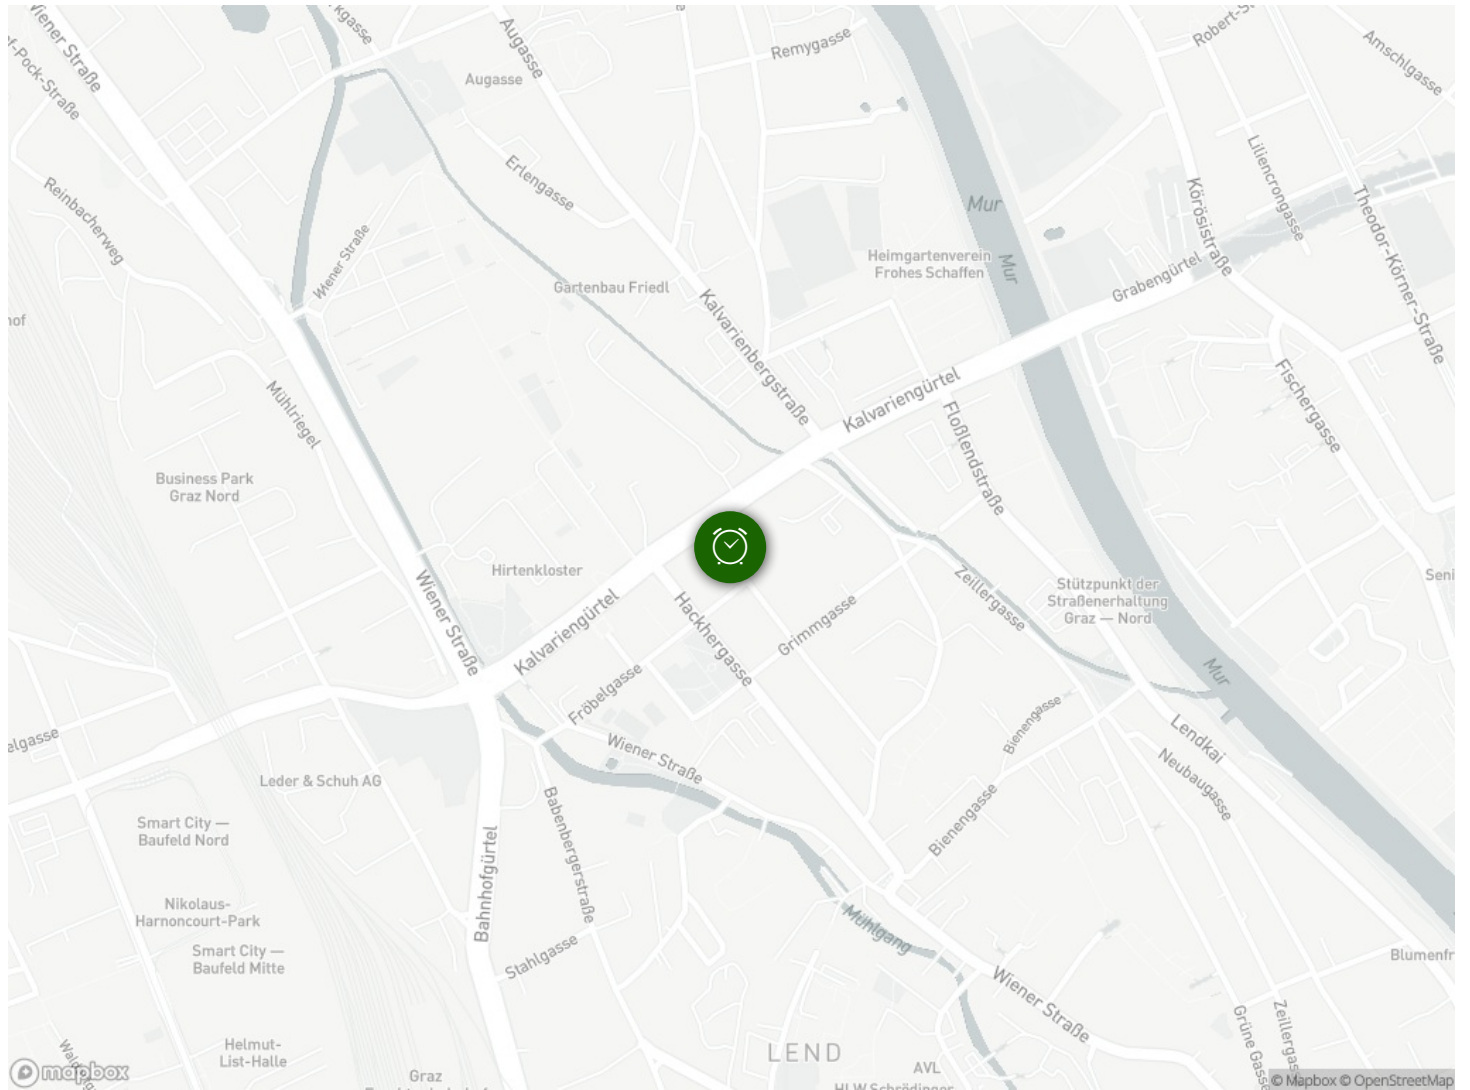 Wiener Straße
Augasse
Remygasse
Amschlgasse
Augasse
Erlengasse
Reinbacherweg
Wiener Straße
Liliencrongasse
Körösistraße
Theodor-Körner-Straße
Mur
Mur
Heimgartenverein
Frohes Schaffen
Grabengürtel
Gartenbau Friedl
Kalvarienbergstraße
Kalvariengürtel
Fischergasse
Mühlriegel
Floßlendstraße
Business Park
Graz Nord
Hirtenkloster
Wiener Straße
Kalvariengürtel
Hackhergasse
Grimmgasse
Zeillergasse
Stützpunkt der
Straßenerhaltung
Graz — Nord
Mur
Fröbelgasse
Bienengasse
Lendkai
Wiener Straße
Neubaugasse
Leder & Schuh AG
Smart City —
Baufeld Nord
Babenbergerstraße
Bienengasse
Bahnhofgürtel
Nikolaus-
Harnoncourt-Park
Mühlgang
Smart City —
Baufeld Mitte
Stahlgasse
Wiener Straße
Helmut-
List-Halle
LEND
AVL
Graz
mapbox
© Mapbox © OpenStreetMap